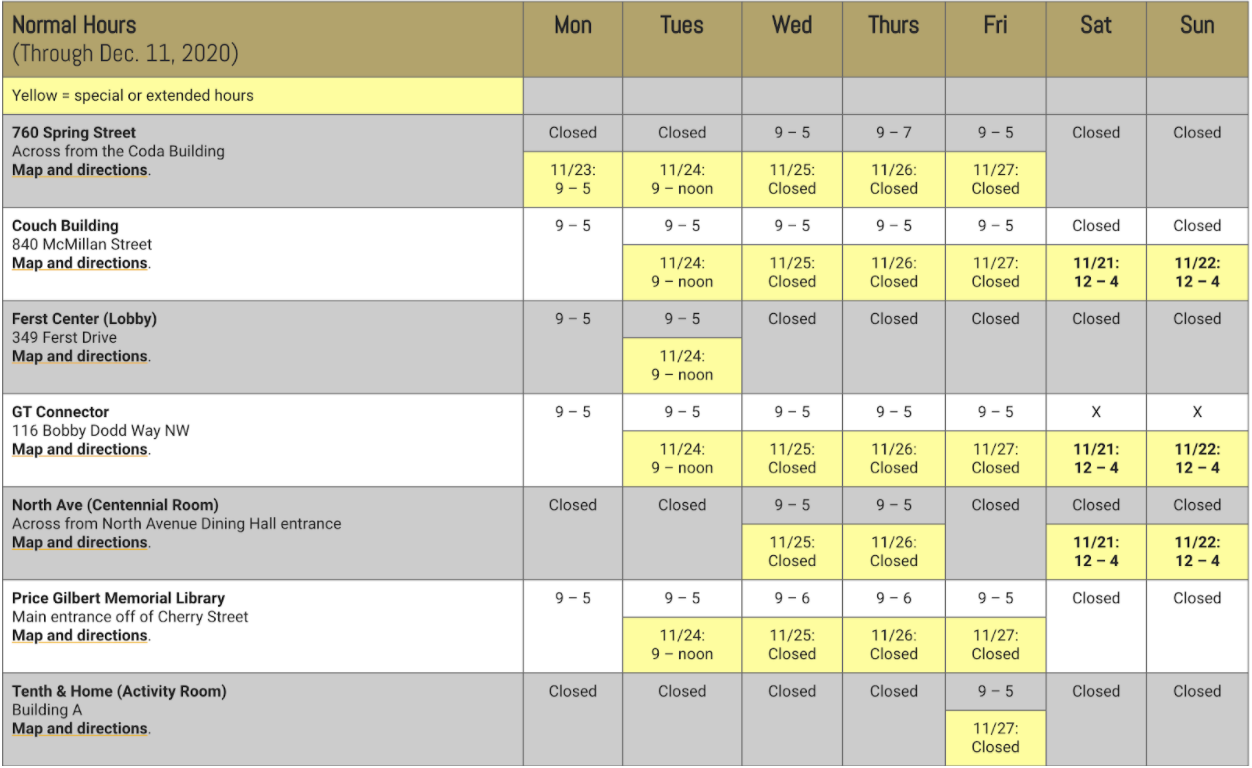 Normal Hours Mon Tues Wed Thurs Fri Sat Sun
(Through Dec. 11, 2020)
Yellow = special or extended hours
760 Spring Street Closed Closed 9 – 5 9 – 7 9 – 5 Closed Closed
Across from the Coda Building
Map and directions. 11/23: 11/24: 11/25: 11/26: 11/27:
9 – 5 9 – noon Closed Closed Closed
Couch Building 9 – 5 9 – 5 9 – 5 9 – 5 9 – 5 Closed Closed
840 McMillan Street
Map and directions. 11/24: 11/25: 11/26: 11/27: 11/21: 11/22:
9 – noon Closed Closed Closed 12 – 4 12 – 4
Ferst Center (Lobby) 9 – 5 9 – 5 Closed Closed Closed Closed Closed
349 Ferst Drive
Map and directions. 11/24:
9 – noon
GT Connector 9 – 5 9 – 5 9 – 5 9 – 5 9 – 5 X X
116 Bobby Dodd Way NW
Map and directions. 11/24: 11/25: 11/26: 11/27: 11/21: 11/22:
9 – noon Closed Closed Closed 12 – 4 12 – 4
North Ave (Centennial Room) Closed Closed 9 – 5 9 – 5 Closed Closed Closed
Across from North Avenue Dining Hall entrance
Map and directions. 11/25: 11/26: 11/21: 11/22:
Closed Closed 12 – 4 12 – 4
Price Gilbert Memorial Library 9 – 5 9 – 5 9 – 6 9 – 6 9 – 5 Closed Closed
Main entrance off of Cherry Street
Map and directions. 11/24: 11/25: 11/26: 11/27:
9 – noon Closed Closed Closed
Tenth & Home (Activity Room) Closed Closed Closed Closed 9 – 5 Closed Closed
Building A
Map and directions. 11/27:
Closed